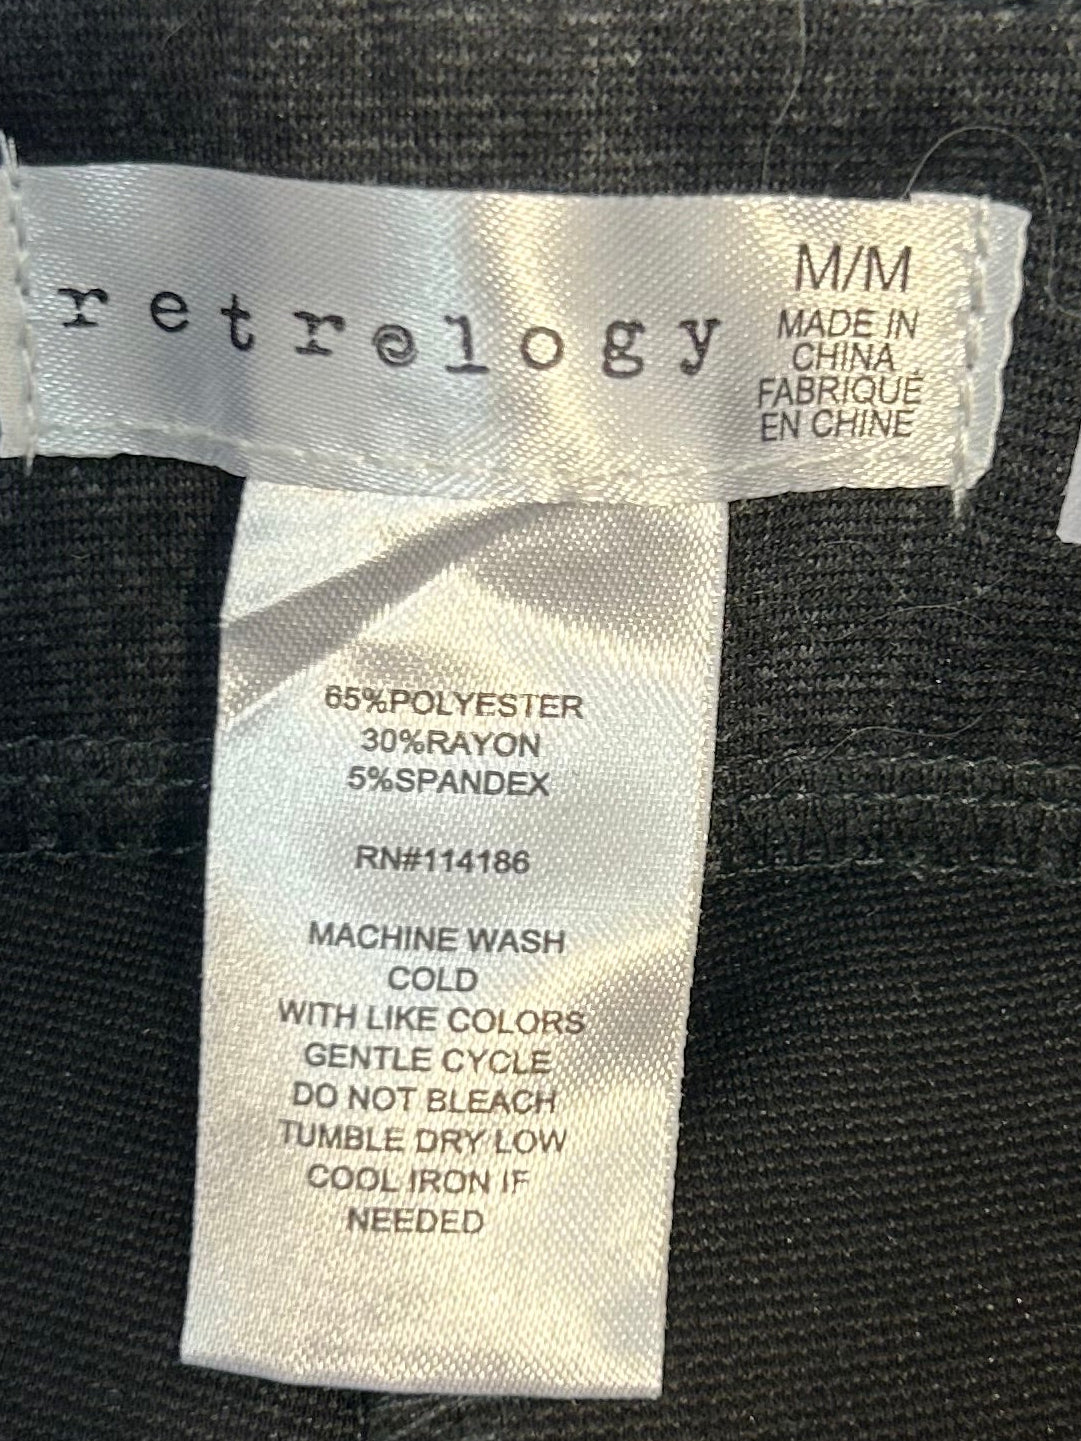 retrology
M/M
MADE IN
CHINA
FABRIQUÉ
EN CHINE
65%POLYESTER
30%RAYON
5%SPANDEX
RN#114186
MACHINE WASH
COLD
WITH LIKE COLORS
GENTLE CYCLE
DO NOT BLEACH
TUMBLE DRY LOW
COOL IRON IF
NEEDED